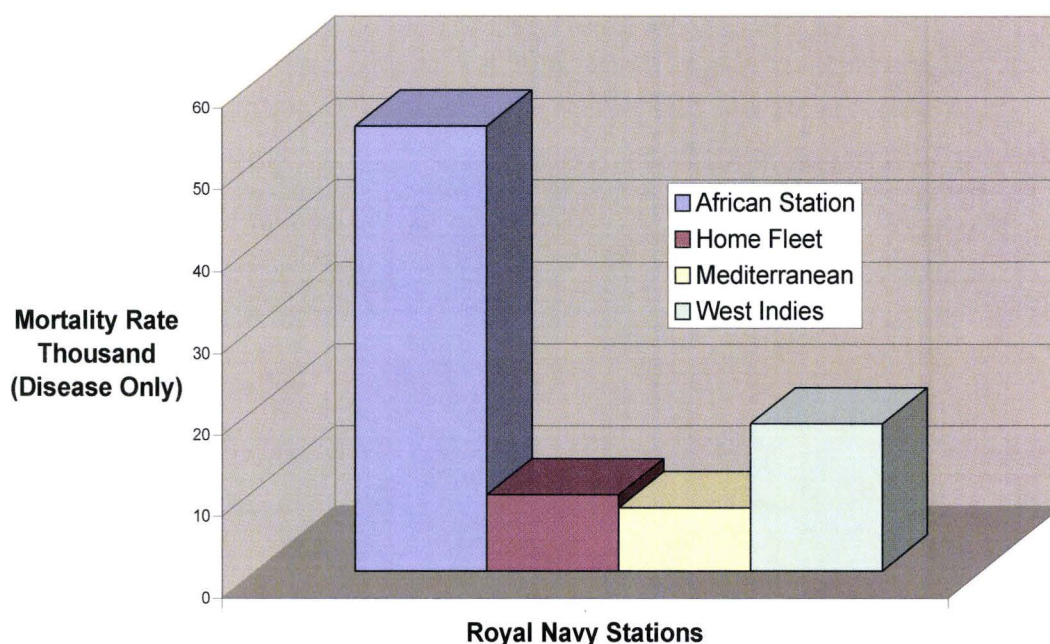 60
50
40
30
20
10
0
Mortality Rate
Thousand
(Disease Only)
African Station
Home Fleet
Mediterranean
West Indies
Royal Navy Stations